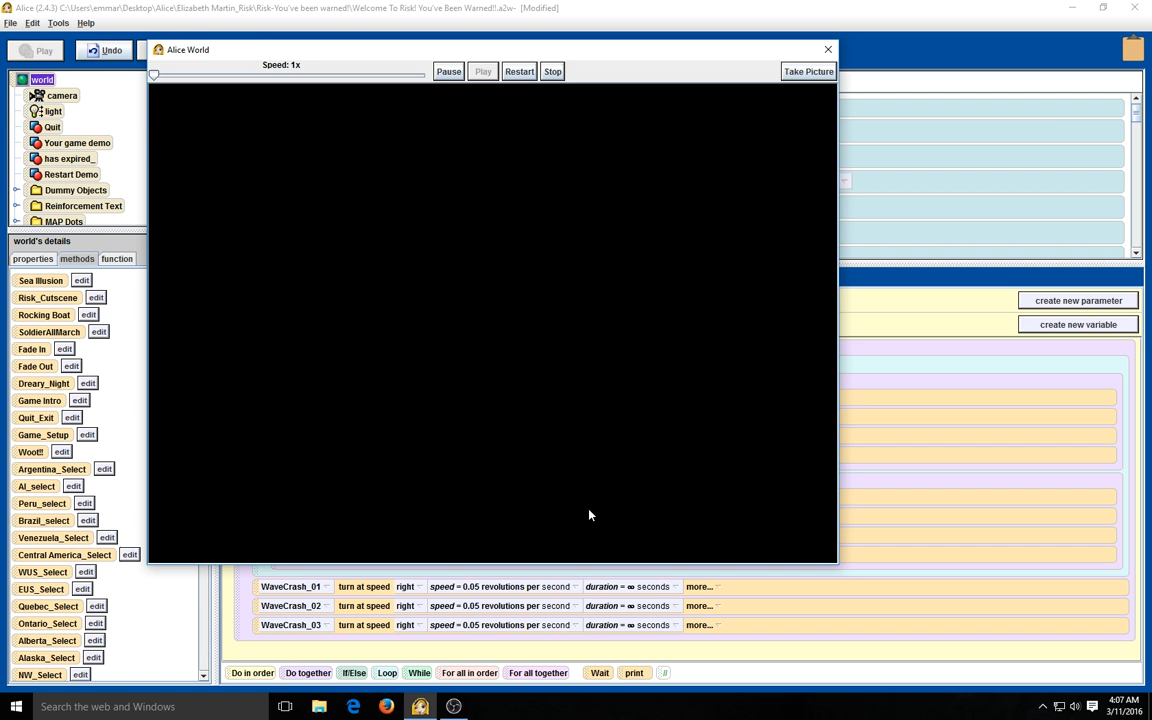 Alice (2.4.3) C:\Users\emmar\Desktop\Alice\Elizabeth Martin_Risk\Risk-You've been warned!\Welcome To Risk! You've Been Warned!!.a2w- [Modified]
File Edit Tools Help
Play Undo
Alice World
Speed: 1x
Pause Play Restart Stop Take Picture
world
camera
light
Quit
Your game demo
has expired_
Restart Demo
Dummy Objects
Reinforcement Text
MAP Dots
world's details
properties methods function
Sea Illusion edit
Risk_Cutscene edit
Rocking Boat edit
SoldierAllMarch edit
Fade In edit
Fade Out edit
Dreary_Night edit
Game Intro edit
Quit_Exit edit
Game_Setup edit
Woot!! edit
Argentina_Select edit
AI_select edit
Peru_select edit
Brazil_select edit
Venezuela_Select edit
Central America_Select edit
WUS_Select edit
EUS_Select edit
Quebec_Select edit
Ontario_Select edit
Alberta_Select edit
Alaska_Select edit
NW_Select edit
create new parameter
create new variable
WaveCrash_01 turn at speed right speed = 0.05 revolutions per second duration = ∞ seconds more...
WaveCrash_02 turn at speed right speed = 0.05 revolutions per second duration = ∞ seconds more...
WaveCrash_03 turn at speed right speed = 0.05 revolutions per second duration = ∞ seconds more...
Do in order Do together If/Else Loop While For all in order For all together Wait print //
Search the web and Windows
4:07 AM
3/11/2016